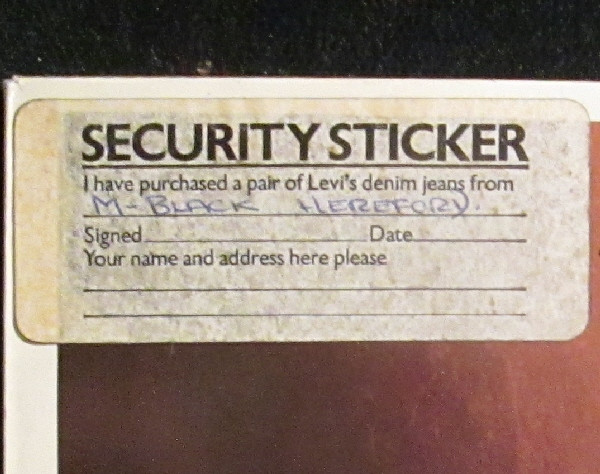 SECURITY STICKER
I have purchased a pair of Levi's denim jeans from
M-BLACK HEREFORD.
Signed Date
Your name and address here please